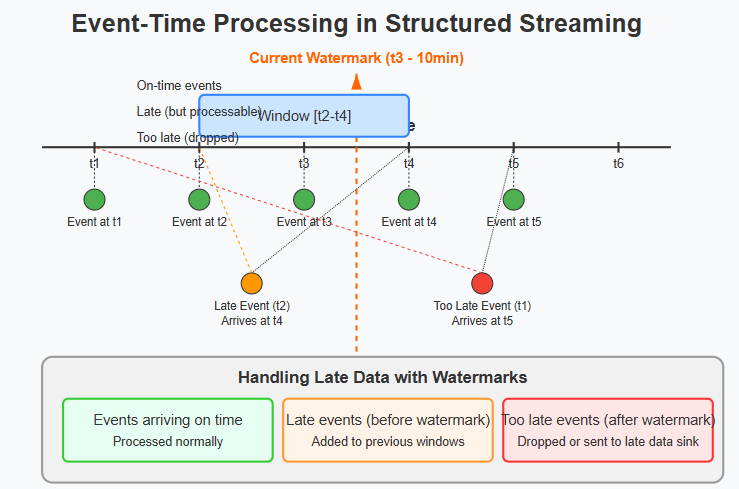 Event-Time Processing in Structured Streaming
Current Watermark (t3 - 10min)
On-time events
Late (but processable)
Window [t2-t4]
Too late (dropped)
t1
t2
t3
t4
t5
t6
Event at t1
Event at t2
Event at t3
Event at t4
Event at t5
Late Event (t2)
Arrives at t4
Too Late Event (t1)
Arrives at t5
Handling Late Data with Watermarks
Events arriving on time
Processed normally
Late events (before watermark)
Added to previous windows
Too late events (after watermark)
Dropped or sent to late data sink